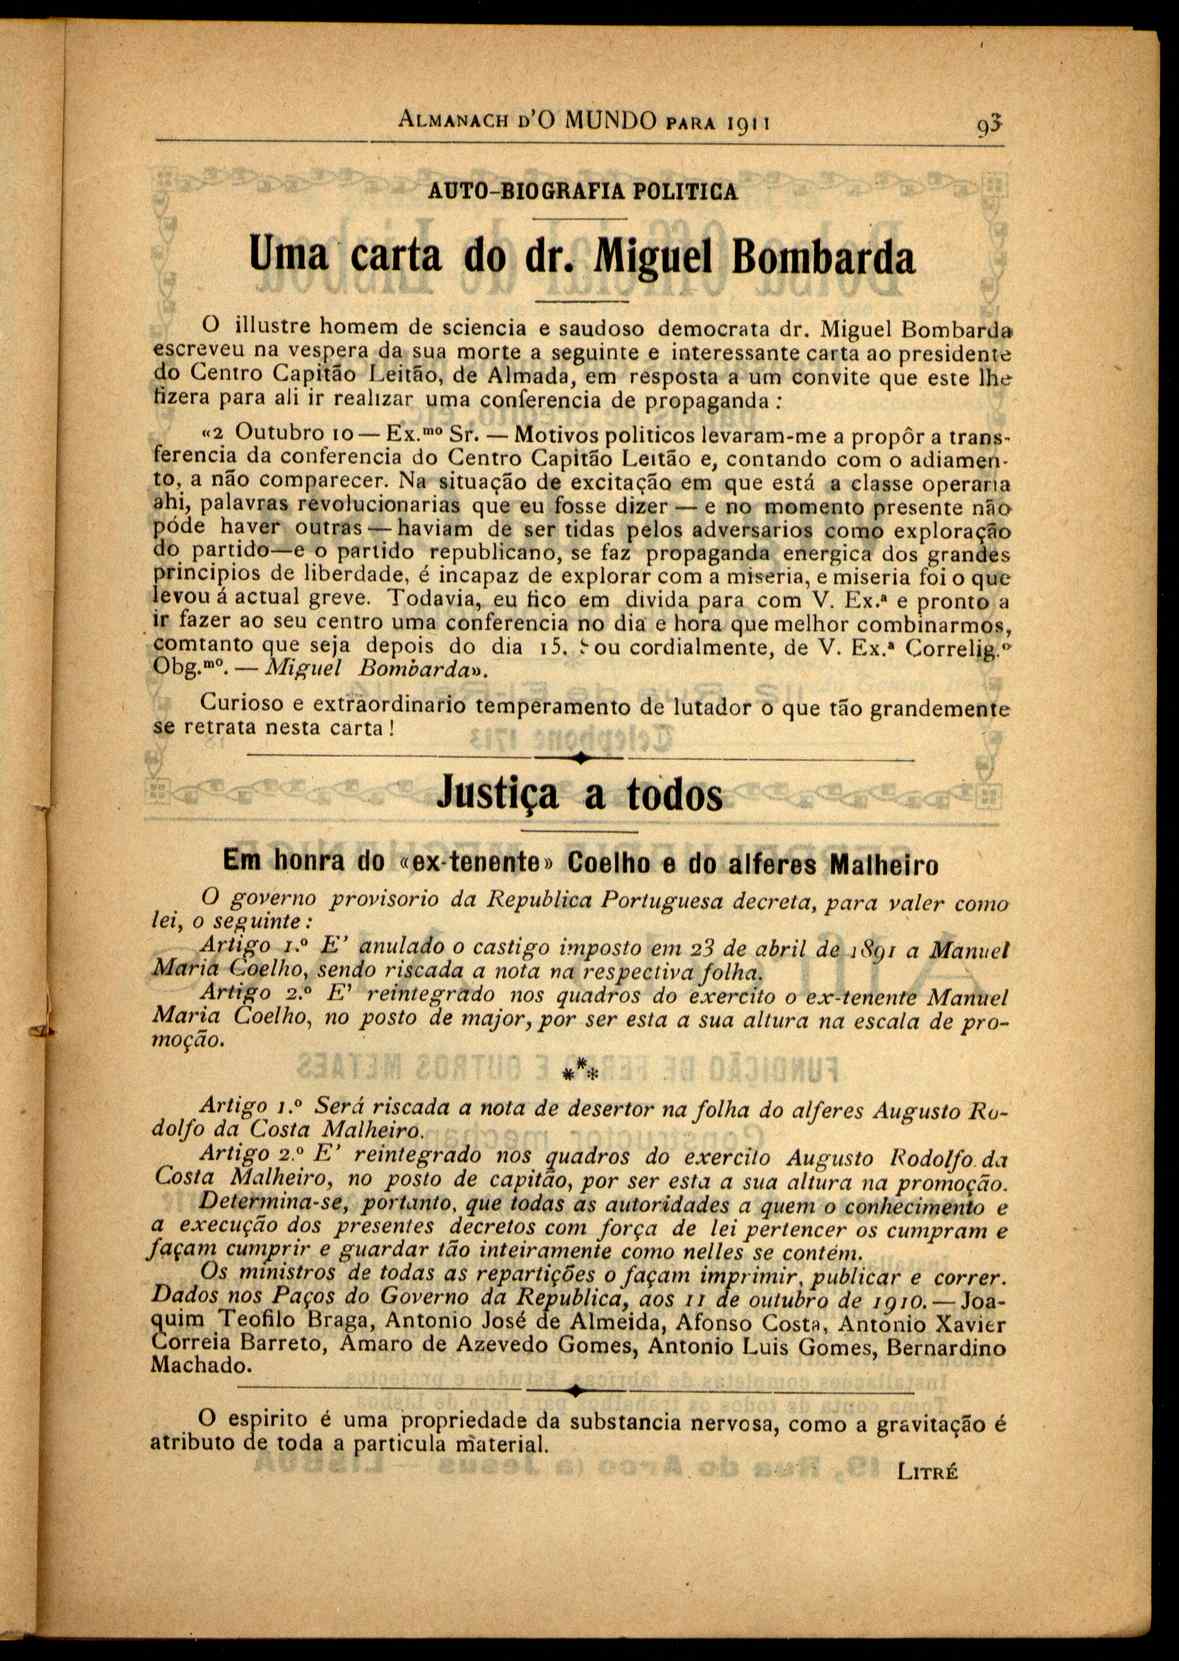 ALMANACH D'O MUNDO PARA 1911 93
AUTO-BIOGRAFIA POLITICA
Uma carta do dr. Miguel Bombarda
O illustre homem de sciencia e saudoso democrata dr. Miguel Bombarda
escreveu na vespera da sua morte a seguinte e interessante carta ao presidente
do Centro Capitão Leitão, de Almada, em resposta a um convite que este lhe
fizera para ali ir realizar uma conferencia de propaganda :
«2 Outubro 10 — Ex.mo Sr. — Motivos politicos levaram-me a propôr a trans-
ferencia da conferencia do Centro Capitão Leitão e, contando com o adiamen-
to, a não comparecer. Na situação de excitação em que está a classe operaria
ahi, palavras revolucionarias que eu fosse dizer — e no momento presente não
póde haver outras — haviam de ser tidas pelos adversarios como exploração
do partido—e o partido republicano, se faz propaganda energica dos grandes
principios de liberdade, é incapaz de explorar com a miseria, e miseria foi o que
levou á actual greve. Todavia, eu fico em divida para com V. Ex.ª e pronto a
ir fazer ao seu centro uma conferencia no dia e hora que melhor combinarmos,
comtanto que seja depois do dia 15. Sou cordialmente, de V. Ex.ª Correlig.º
Obg.mo. — Miguel Bombarda».
Curioso e extraordinario temperamento de lutador o que tão grandemente
se retrata nesta carta !
Justiça a todos
Em honra do «ex-tenente» Coelho e do alferes Malheiro
O governo provisorio da Republica Portuguesa decreta, para valer como
lei, o seguinte :
Artigo 1.º E' anulado o castigo imposto em 23 de abril de 1891 a Manuel
Maria Coelho, sendo riscada a nota na respectiva folha.
Artigo 2.º E' reintegrado nos quadros do exercito o ex-tenente Manuel
Maria Coelho, no posto de major, por ser esta a sua altura na escala de pro-
moção.
***
Artigo 1.º Será riscada a nota de desertor na folha do alferes Augusto Ro-
dolfo da Costa Malheiro.
Artigo 2.º E' reintegrado nos quadros do exercito Augusto Rodolfo da
Costa Malheiro, no posto de capitão, por ser esta a sua altura na promoção.
Determina-se, portanto, que todas as autoridades a quem o conhecimento e
a execução dos presentes decretos com força de lei pertencer os cumpram e
façam cumprir e guardar tão inteiramente como nelles se contém.
Os ministros de todas as repartições o façam imprimir, publicar e correr.
Dados nos Paços do Governo da Republica, aos 11 de outubro de 1910. — Joa-
quim Teofilo Braga, Antonio José de Almeida, Afonso Costa, Antonio Xavier
Correia Barreto, Amaro de Azevedo Gomes, Antonio Luis Gomes, Bernardino
Machado.
O espirito é uma propriedade da substancia nervosa, como a gravitação é
atributo de toda a particula material.
LITRÉ